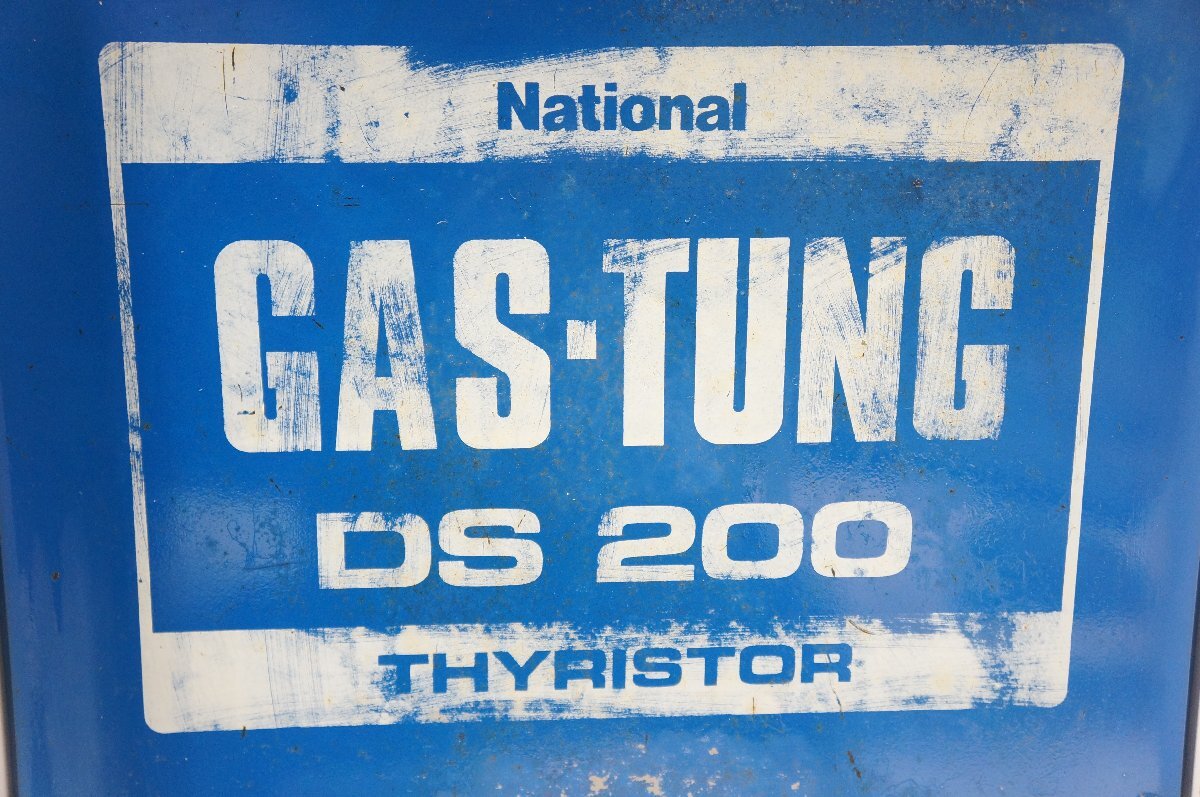 National
GAS-TUNG
DS 200
THYRISTOR